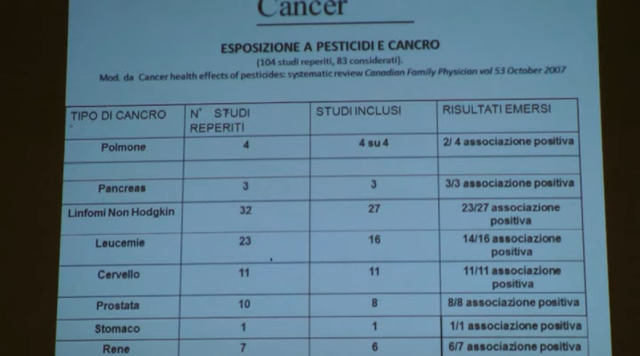 Cancer
ESPOSIZIONE A PESTICIDI E CANCRO
(104 studi reperiti, 83 considerati).
Mod. da Cancer health effects of pesticides: systematic review Canadian Family Physician vol 53 October 2007
TIPO DI CANCRO N° STUDI REPERITI STUDI INCLUSI RISULTATI EMERSI
Polmone 4 4 su 4 2/ 4 associazione positiva
Pancreas 3 3 3/3 associazione positiva
Linfomi Non Hodgkin 32 27 23/27 associazione positiva
Leucemie 23 16 14/16 associazione positiva
Cervello 11 11 11/11 associazione positiva
Prostata 10 8 8/8 associazione positiva
Stomaco 1 1 1/1 associazione positiva
Rene 7 6 6/7 associazione positiva